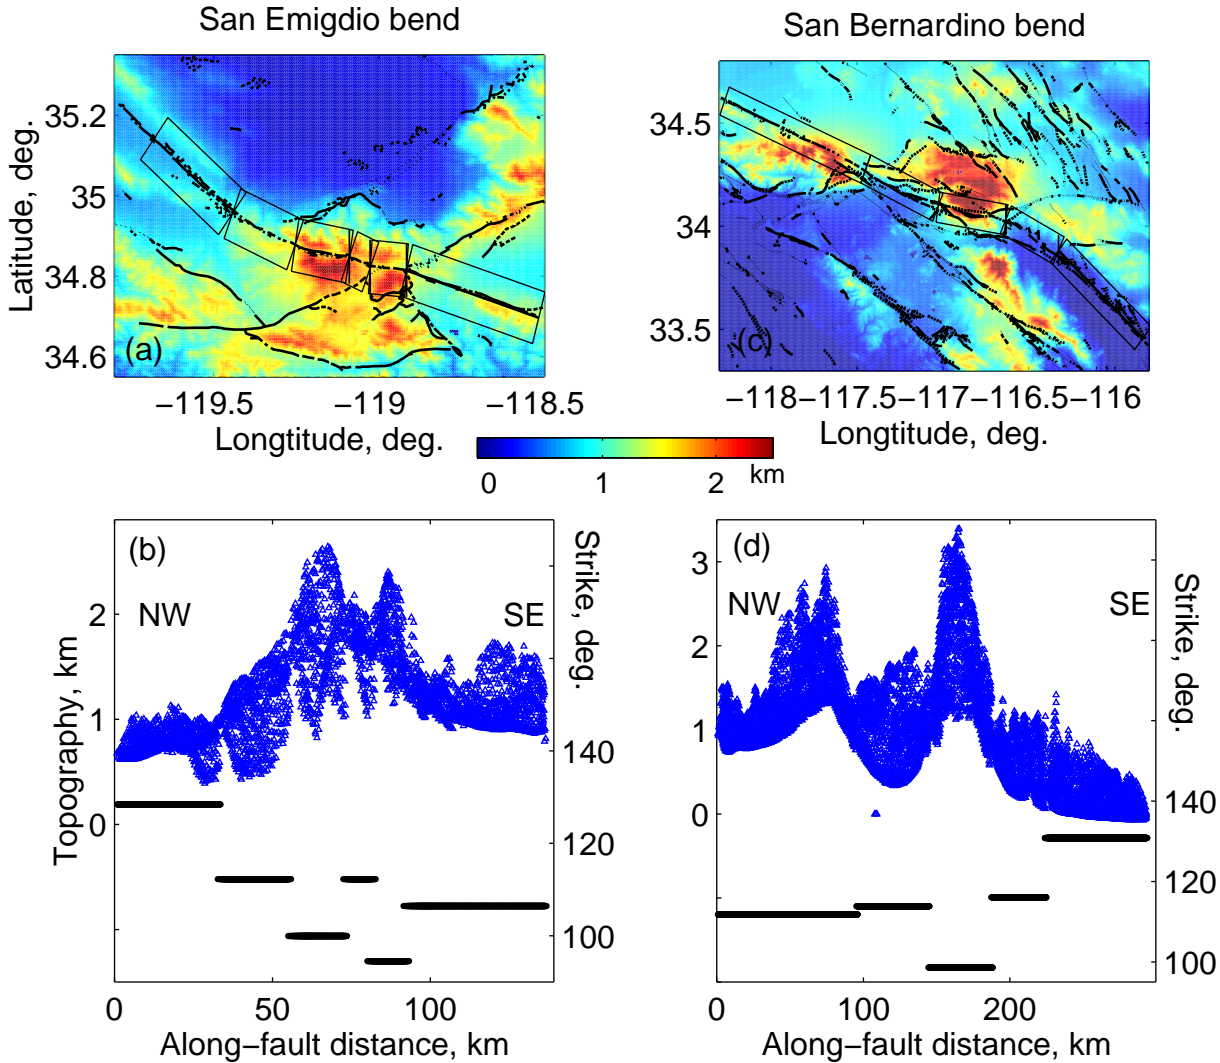 San Emigdio bend
San Bernardino bend
Latitude, deg.
35.2
35
34.8
34.6
(a)
−119.5
−119
−118.5
Longtitude, deg.
34.5
34
33.5
(c)
−118
−117.5
−117
−116.5
−116
Longtitude, deg.
0
1
2
km
(b)
NW
SE
Topography, km
2
1
0
Strike, deg.
140
120
100
0
50
100
Along−fault distance, km
(d)
NW
SE
3
2
1
0
Strike, deg.
140
120
100
0
100
200
Along−fault distance, km